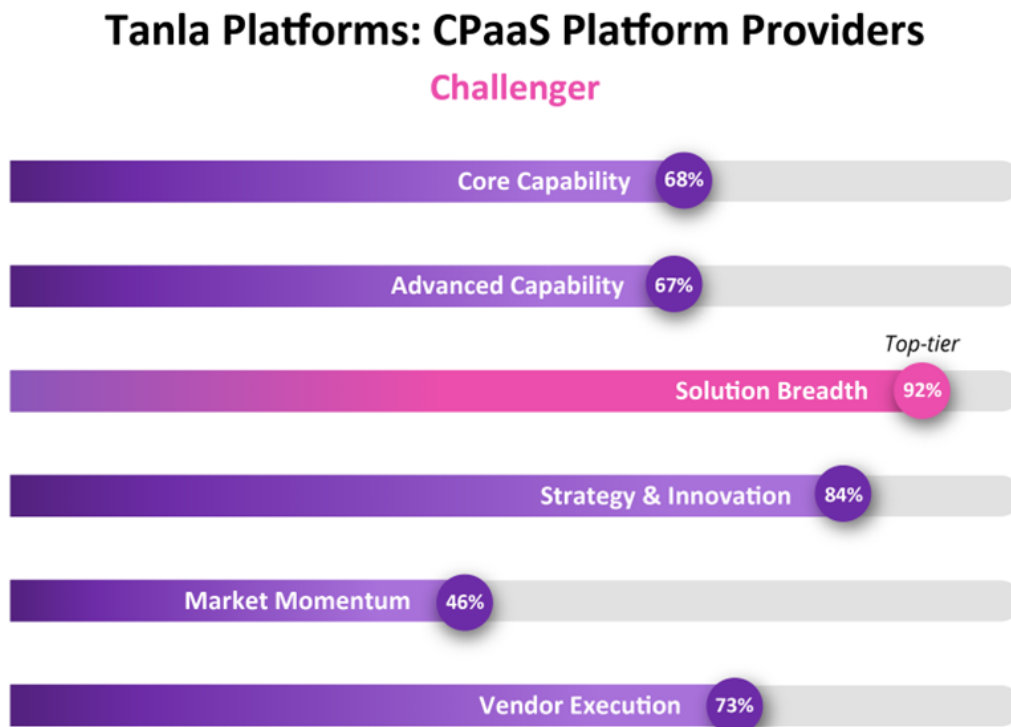 Tanla Platforms: CPaaS Platform Providers
Challenger
Core Capability 68%
Advanced Capability 67%
Top-tier
Solution Breadth 92%
Strategy & Innovation 84%
Market Momentum 46%
Vendor Execution 73%